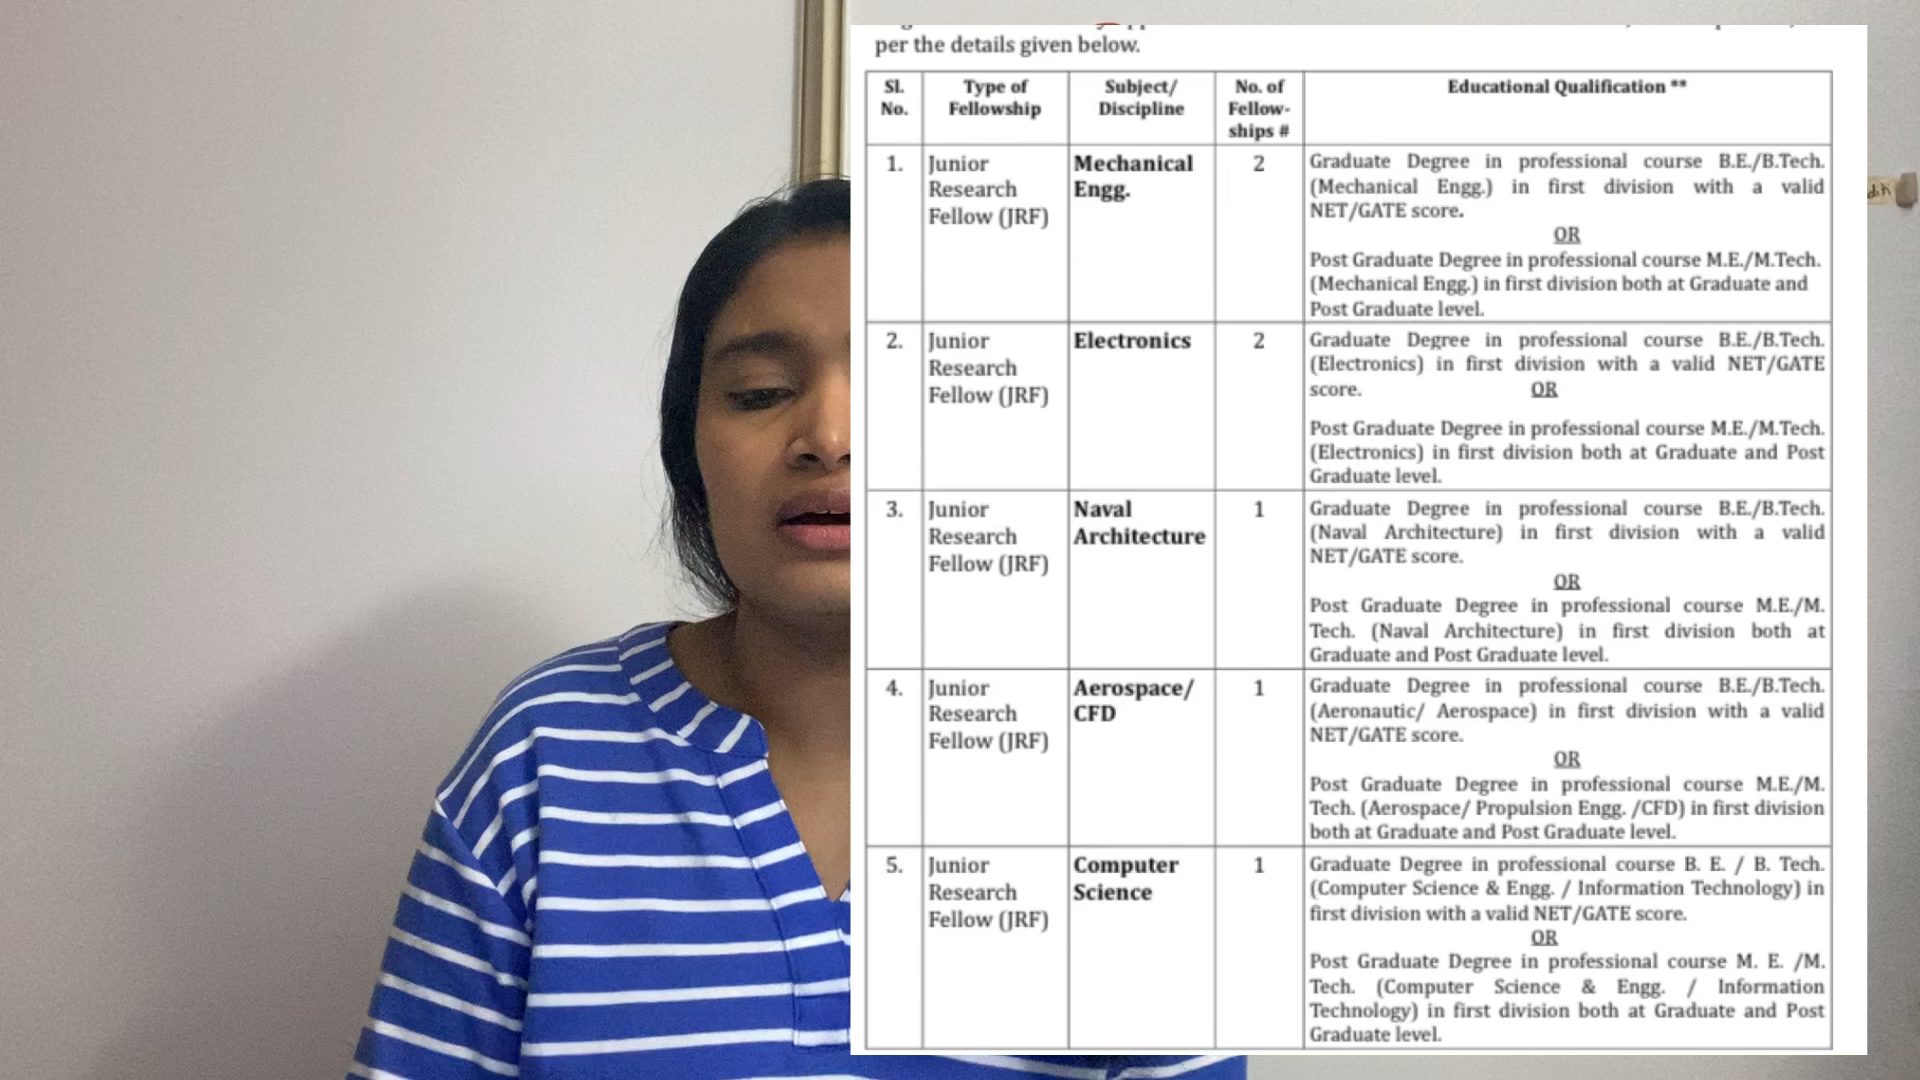 per the details given below.
Sl. No. Type of Fellowship Subject/ Discipline No. of Fellow- ships # Educational Qualification **
1. Junior Research Fellow (JRF) Mechanical Engg. 2
Graduate Degree in professional course B.E./B.Tech.
(Mechanical Engg.) in first division with a valid
NET/GATE score.
OR
Post Graduate Degree in professional course M.E./M.Tech.
(Mechanical Engg.) in first division both at Graduate and
Post Graduate level.
2. Junior Research Fellow (JRF) Electronics 2
Graduate Degree in professional course B.E./B.Tech.
(Electronics) in first division with a valid NET/GATE
score. OR
Post Graduate Degree in professional course M.E./M.Tech.
(Electronics) in first division both at Graduate and Post
Graduate level.
3. Junior Research Fellow (JRF) Naval Architecture 1
Graduate Degree in professional course B.E./B.Tech.
(Naval Architecture) in first division with a valid
NET/GATE score.
OR
Post Graduate Degree in professional course M.E./M.
Tech. (Naval Architecture) in first division both at
Graduate and Post Graduate level.
4. Junior Research Fellow (JRF) Aerospace/ CFD 1
Graduate Degree in professional course B.E./B.Tech.
(Aeronautic/ Aerospace) in first division with a valid
NET/GATE score.
OR
Post Graduate Degree in professional course M.E./M.
Tech. (Aerospace/ Propulsion Engg. /CFD) in first division
both at Graduate and Post Graduate level.
5. Junior Research Fellow (JRF) Computer Science 1
Graduate Degree in professional course B. E. / B. Tech.
(Computer Science & Engg. / Information Technology) in
first division with a valid NET/GATE score.
OR
Post Graduate Degree in professional course M. E. /M.
Tech. (Computer Science & Engg. / Information
Technology) in first division both at Graduate and Post
Graduate level.